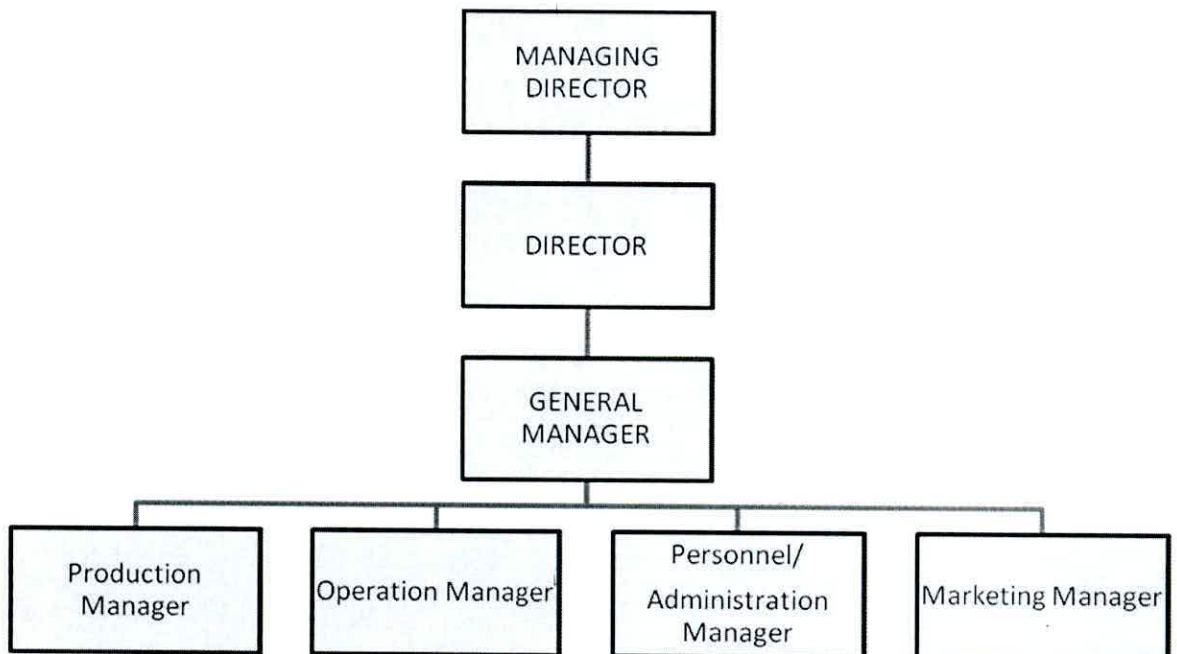 MANAGING
DIRECTOR
DIRECTOR
GENERAL
MANAGER
Production
Manager
Operation Manager
Personnel/
Administration
Manager
Marketing Manager